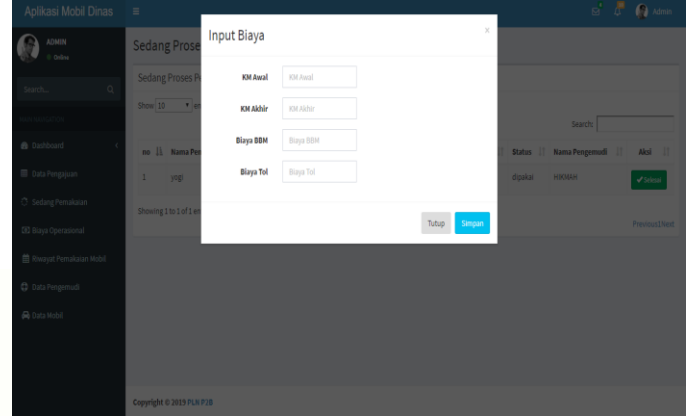 Aplikasi Mobil Dinas
Admin
ADMIN
Online
Search...
MAIN NAVIGATION
Dashboard
Data Pengajuan
Sedang Pemakaian
Biaya Operasional
Riwayat Pemakaian Mobil
Data Pengemudi
Data Mobil
Sedang Prose
Sedang Proses P
Show 10 en
Search:
no Nama Pe Status Nama Pengemudi Aksi
1 yogi dipakai HIKMAH Selesai
Showing 1 to 1 of 1 en
Previous1Next
Input Biaya
x
KM Awal KM Awal
KM Akhir KM Akhir
Biaya BBM Biaya BBM
Biaya Tol Biaya Tol
Tutup Simpan
Copyright © 2019 PLN PJB